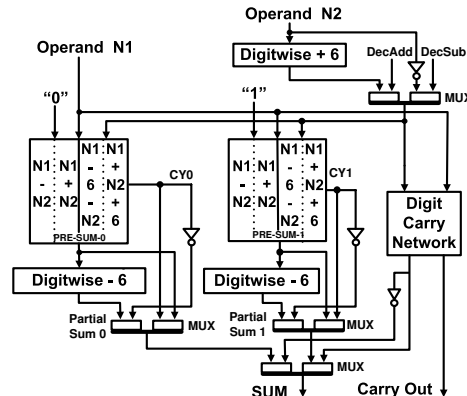 Operand N2
Operand N1
Digitwise + 6
DecAdd
DecSub
MUX
"0"
"1"
N1 - N2
N1 + N2
N1 - 6 - N2
N1 + N2 + 6
PRE-SUM-0
CY0
N1 - N2
N1 + N2
N1 - 6 - N2
N1 + N2 + 6
PRE-SUM-1
CY1
Digit
Carry
Network
Digitwise - 6
Digitwise - 6
Partial
Sum 0
MUX
Partial
Sum 1
MUX
MUX
SUM
Carry Out